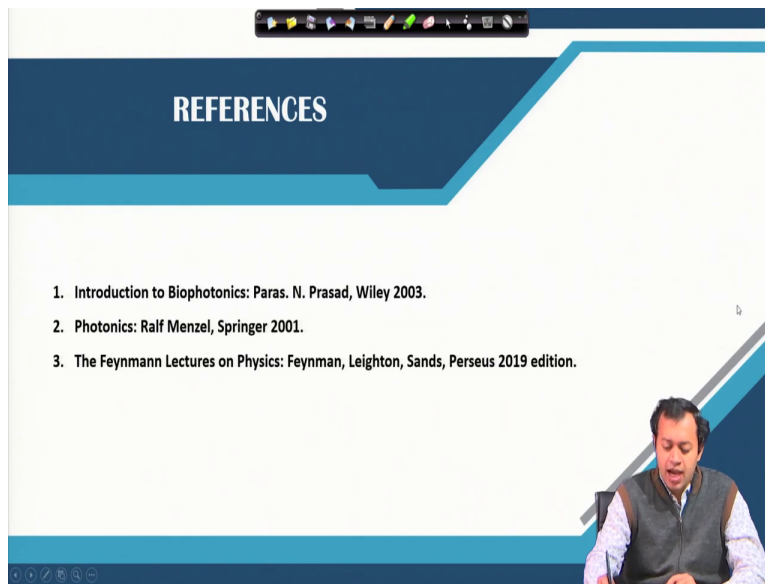 REFERENCES
1. Introduction to Biophotonics: Paras. N. Prasad, Wiley 2003.
2. Photonics: Ralf Menzel, Springer 2001.
3. The Feynmann Lectures on Physics: Feynman, Leighton, Sands, Perseus 2019 edition.